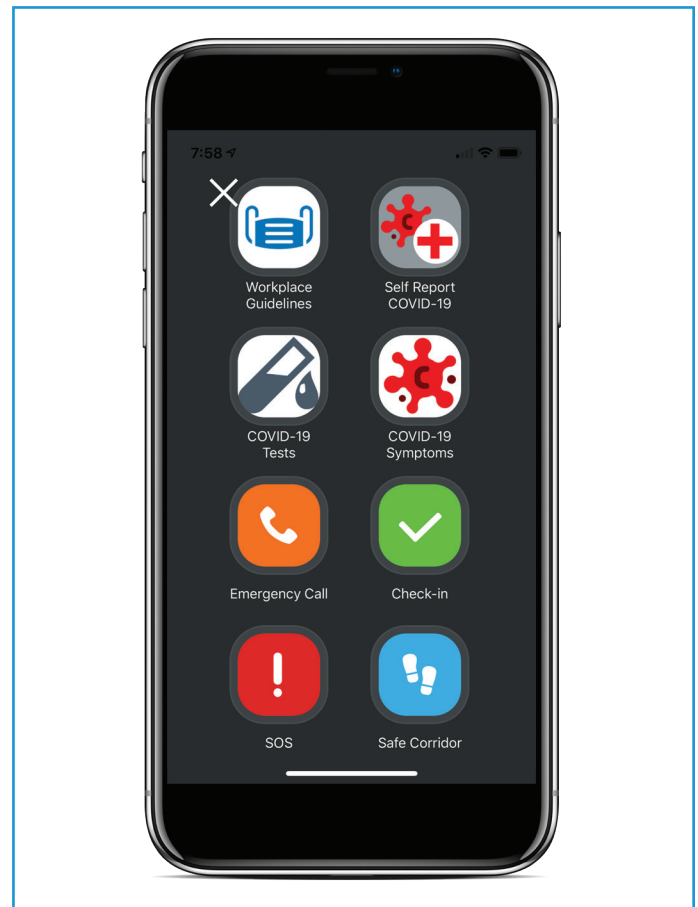 7:58
Workplace
Guidelines
Self Report
COVID-19
COVID-19
Tests
COVID-19
Symptoms
Emergency Call
Check-in
SOS
Safe Corridor